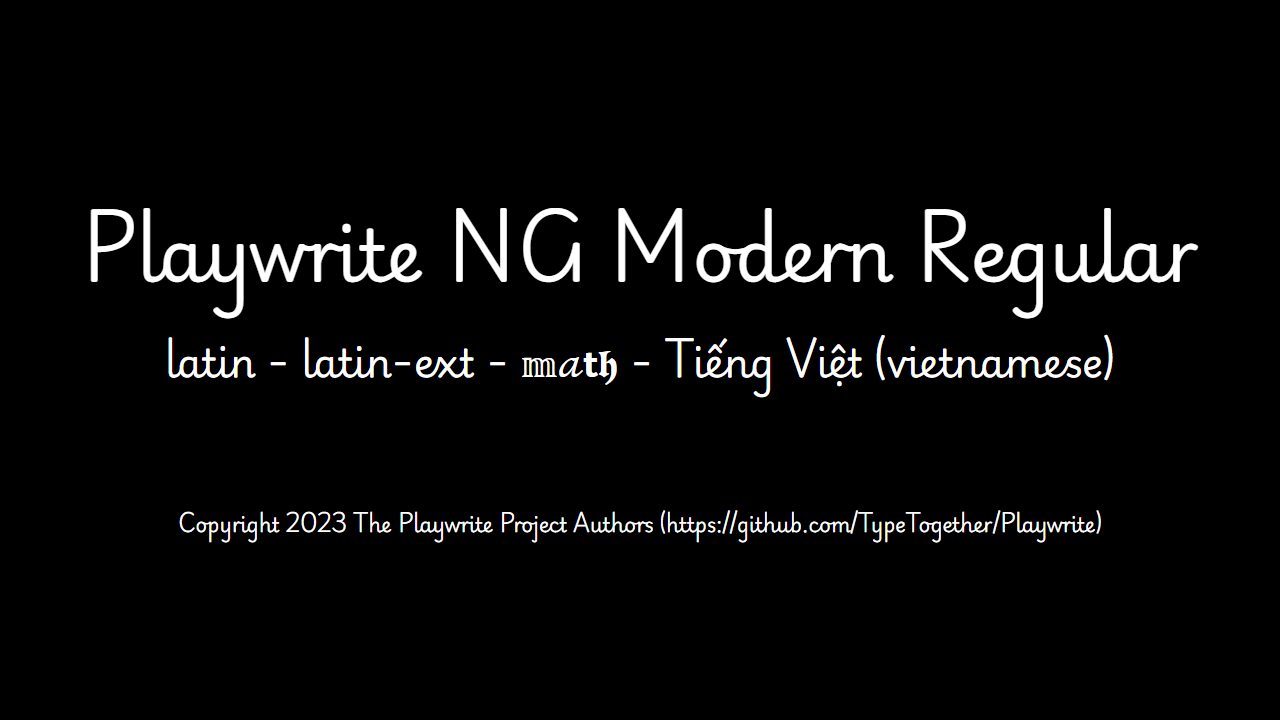 Playwrite NG Modern Regular
latin - latin-ext - 𝕞𝑎𝐭𝖍 - Tiếng Việt (vietnamese)
Copyright 2023 The Playwrite Project Authors (https://github.com/TypeTogether/Playwrite)